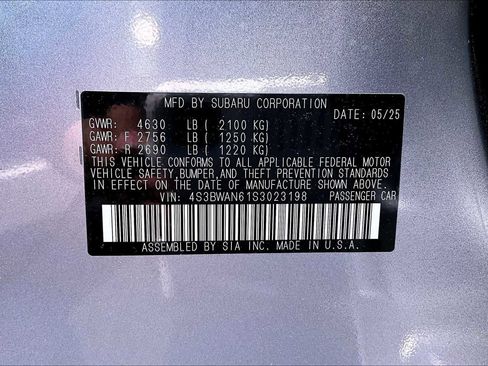 MFD BY SUBARU CORPORATION
DATE: 05/25
GVWR: 4630 LB ( 2100 KG)
GAWR: F 2756 LB ( 1250 KG)
GAWR: R 2690 LB ( 1220 KG)
THIS VEHICLE CONFORMS TO ALL APPLICABLE FEDERAL MOTOR
VEHICLE SAFETY, BUMPER, AND THEFT PREVENTION STANDARDS
IN EFFECT ON THE DATE OF MANUFACTURE SHOWN ABOVE.
VIN: 4S3BWAN61S3023198 PASSENGER CAR
ASSEMBLED BY SIA INC. MADE IN U.S.A.